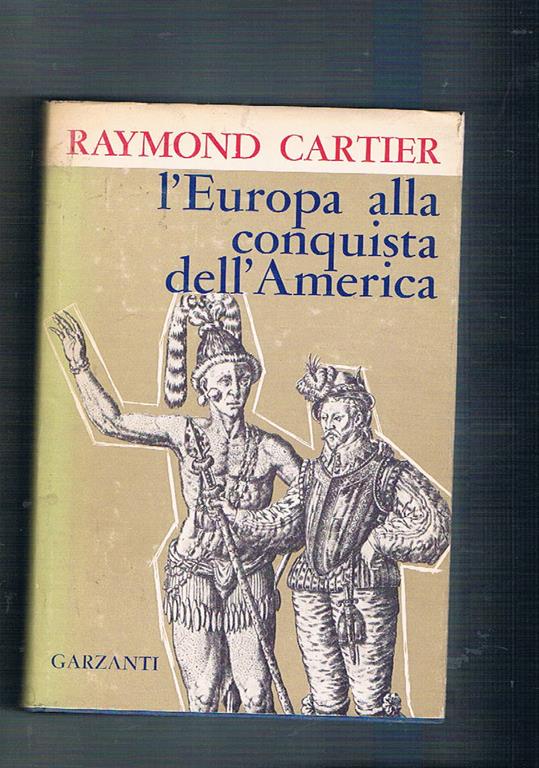 RAYMOND CARTIER
l'Europa alla
conquista
dell'America
GARZANTI